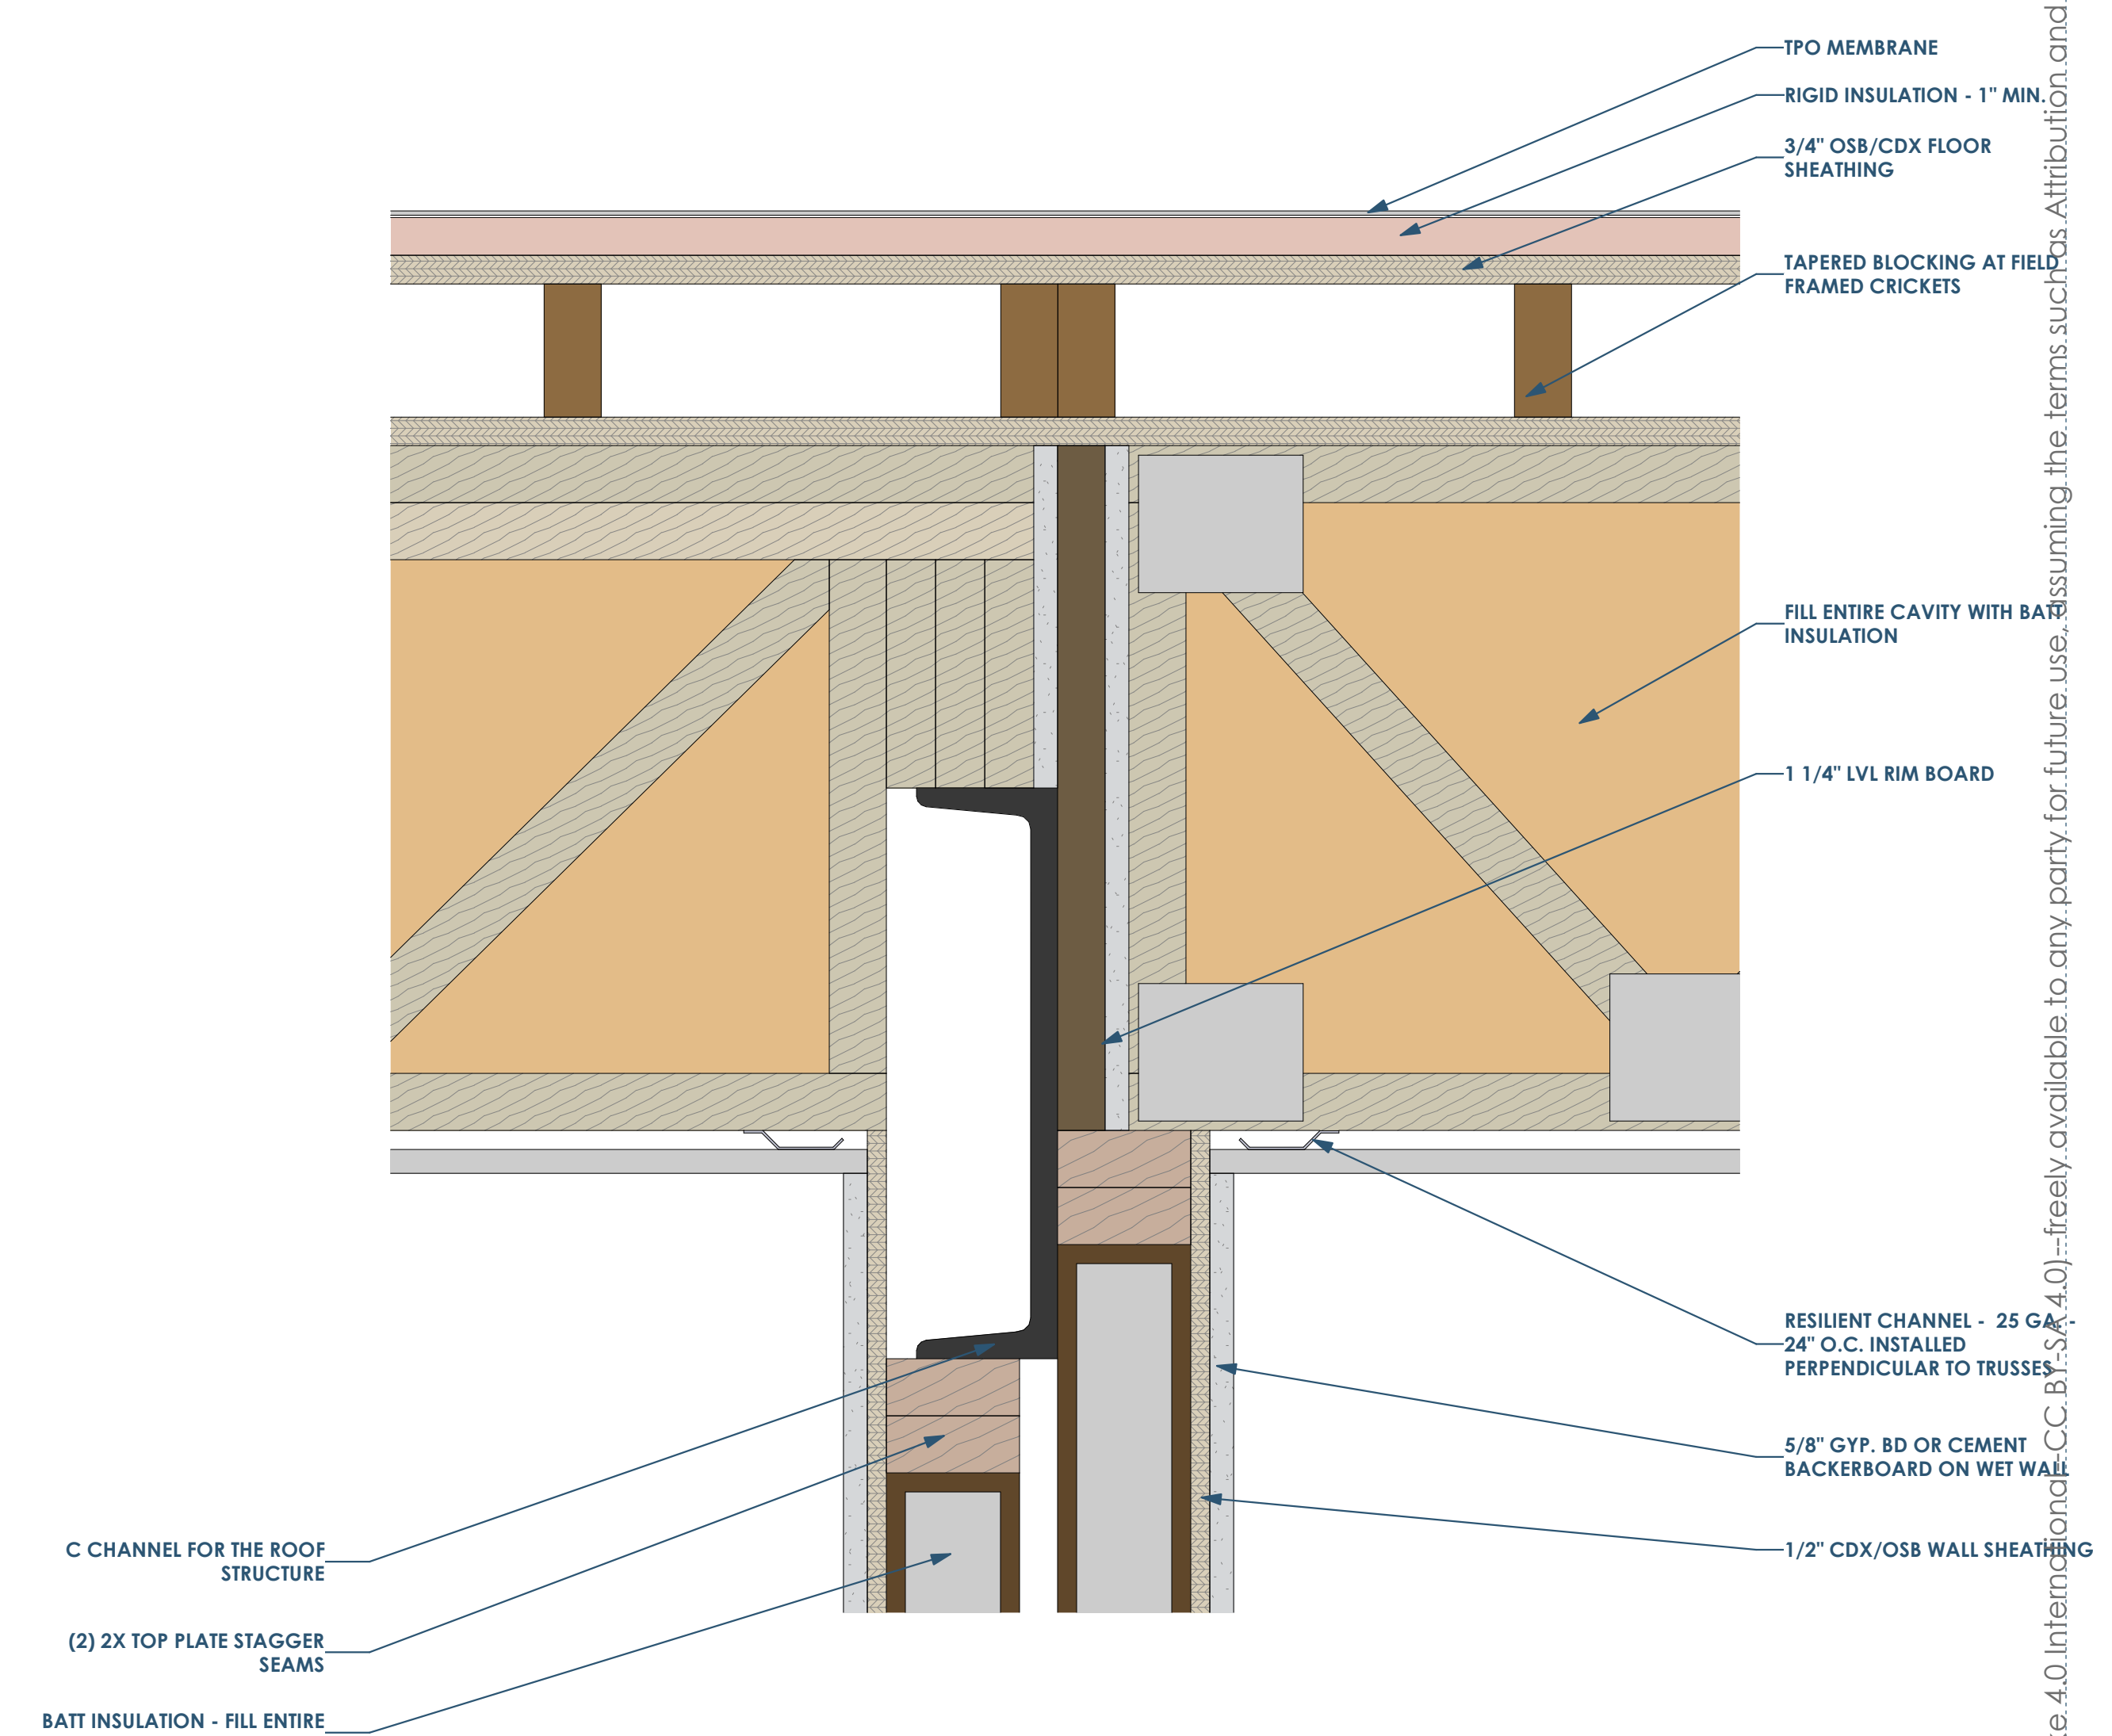 TPO MEMBRANE
RIGID INSULATION - 1" MIN.
3/4" OSB/CDX FLOOR
SHEATHING
TAPERED BLOCKING AT FIELD
FRAMED CRICKETS
FILL ENTIRE CAVITY WITH BATT
INSULATION
1 1/4" LVL RIM BOARD
RESILIENT CHANNEL - 25 GA. -
24" O.C. INSTALLED
PERPENDICULAR TO TRUSSES
5/8" GYP. BD OR CEMENT
BACKERBOARD ON WET WALL
1/2" CDX/OSB WALL SHEATHING
C CHANNEL FOR THE ROOF
STRUCTURE
(2) 2X TOP PLATE STAGGER
SEAMS
BATT INSULATION - FILL ENTIRE
4.0 International-CC BY-SA 4.0)--freely available to any party for future use, assuming the terms such as Attribution and